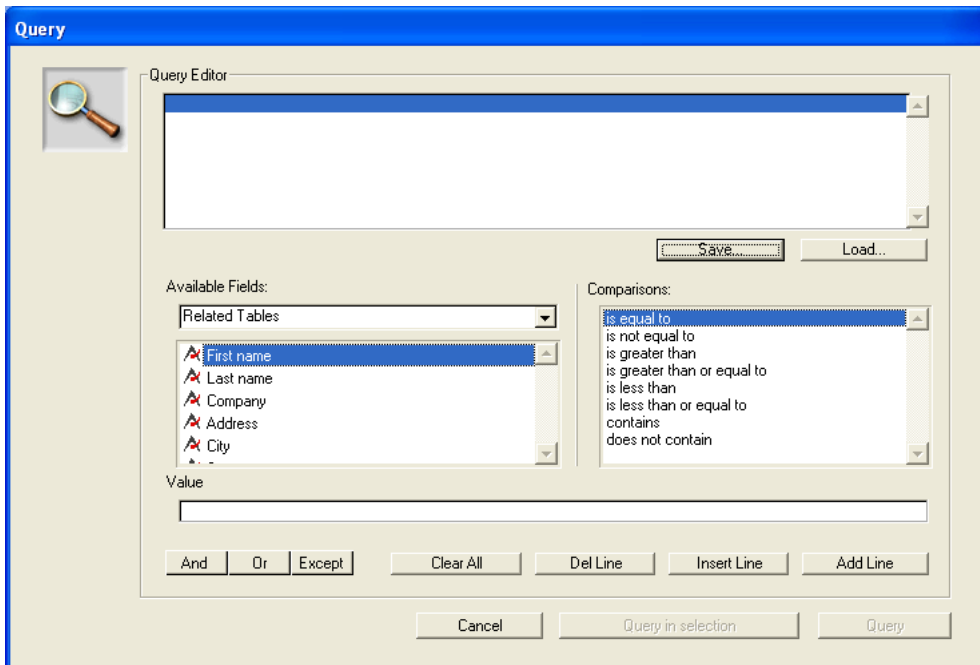 Query
Query Editor
Save... Load...
Available Fields: Comparisons:
Related Tables
First name
Last name
Company
Address
City
is equal to
is not equal to
is greater than
is greater than or equal to
is less than
is less than or equal to
contains
does not contain
Value
And Or Except Clear All Del Line Insert Line Add Line
Cancel Query in selection Query